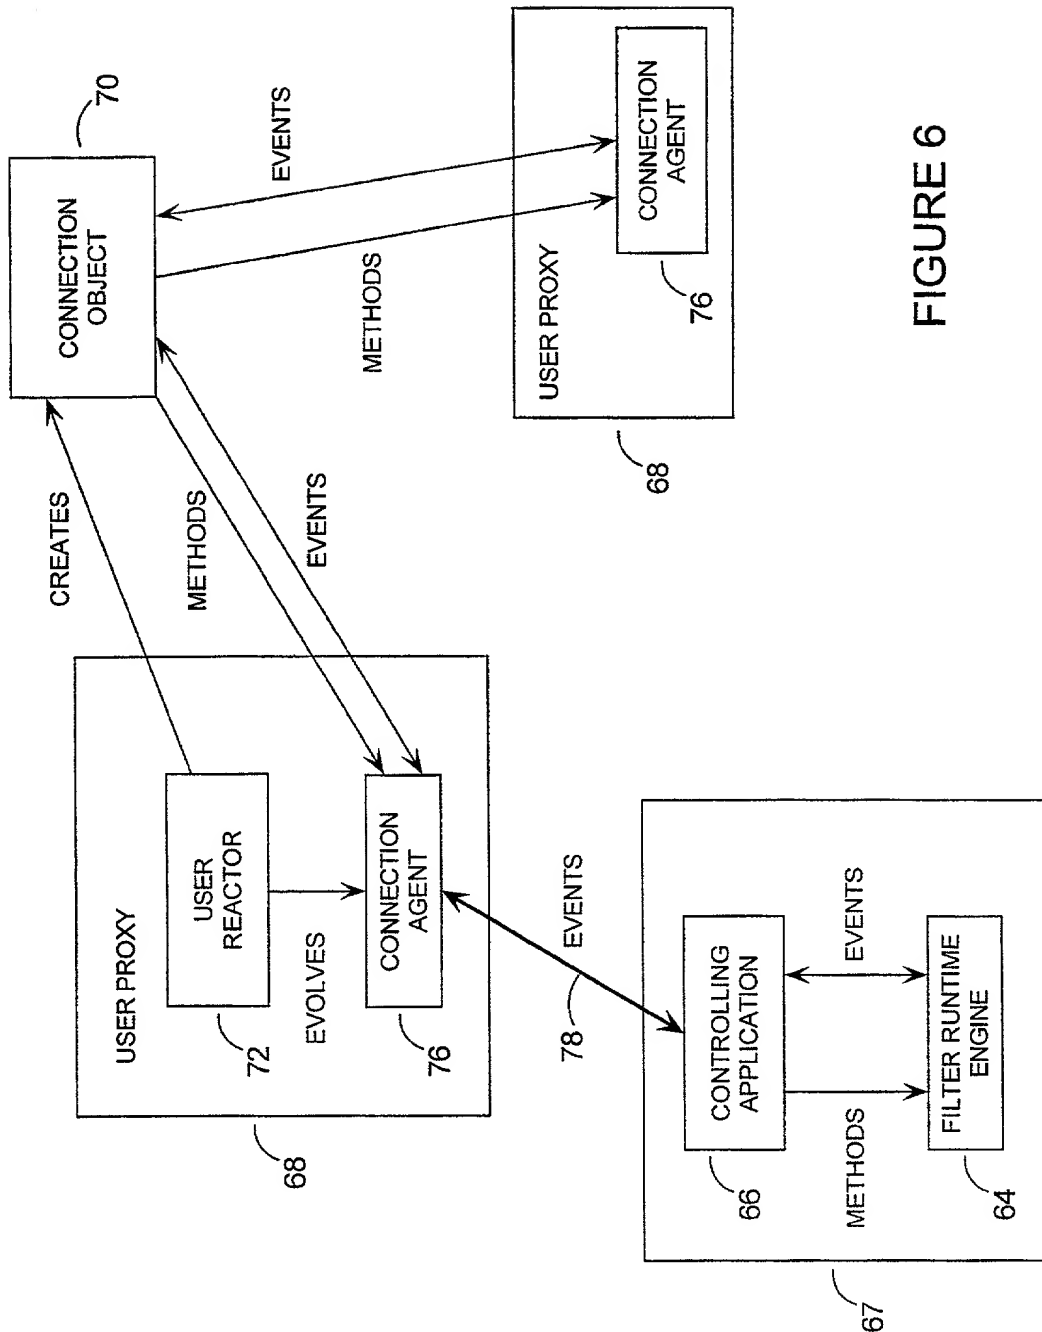 USER PROXY
USER
REACTOR
72
EVOLVES
CONNECTION
AGENT
76
68
CREATES
METHODS
EVENTS
CONNECTION
OBJECT
70
EVENTS
METHODS
USER PROXY
CONNECTION
AGENT
76
68
EVENTS
78
CONTROLLING
APPLICATION
66
METHODS
EVENTS
FILTER RUNTIME
ENGINE
64
67
FIGURE 6